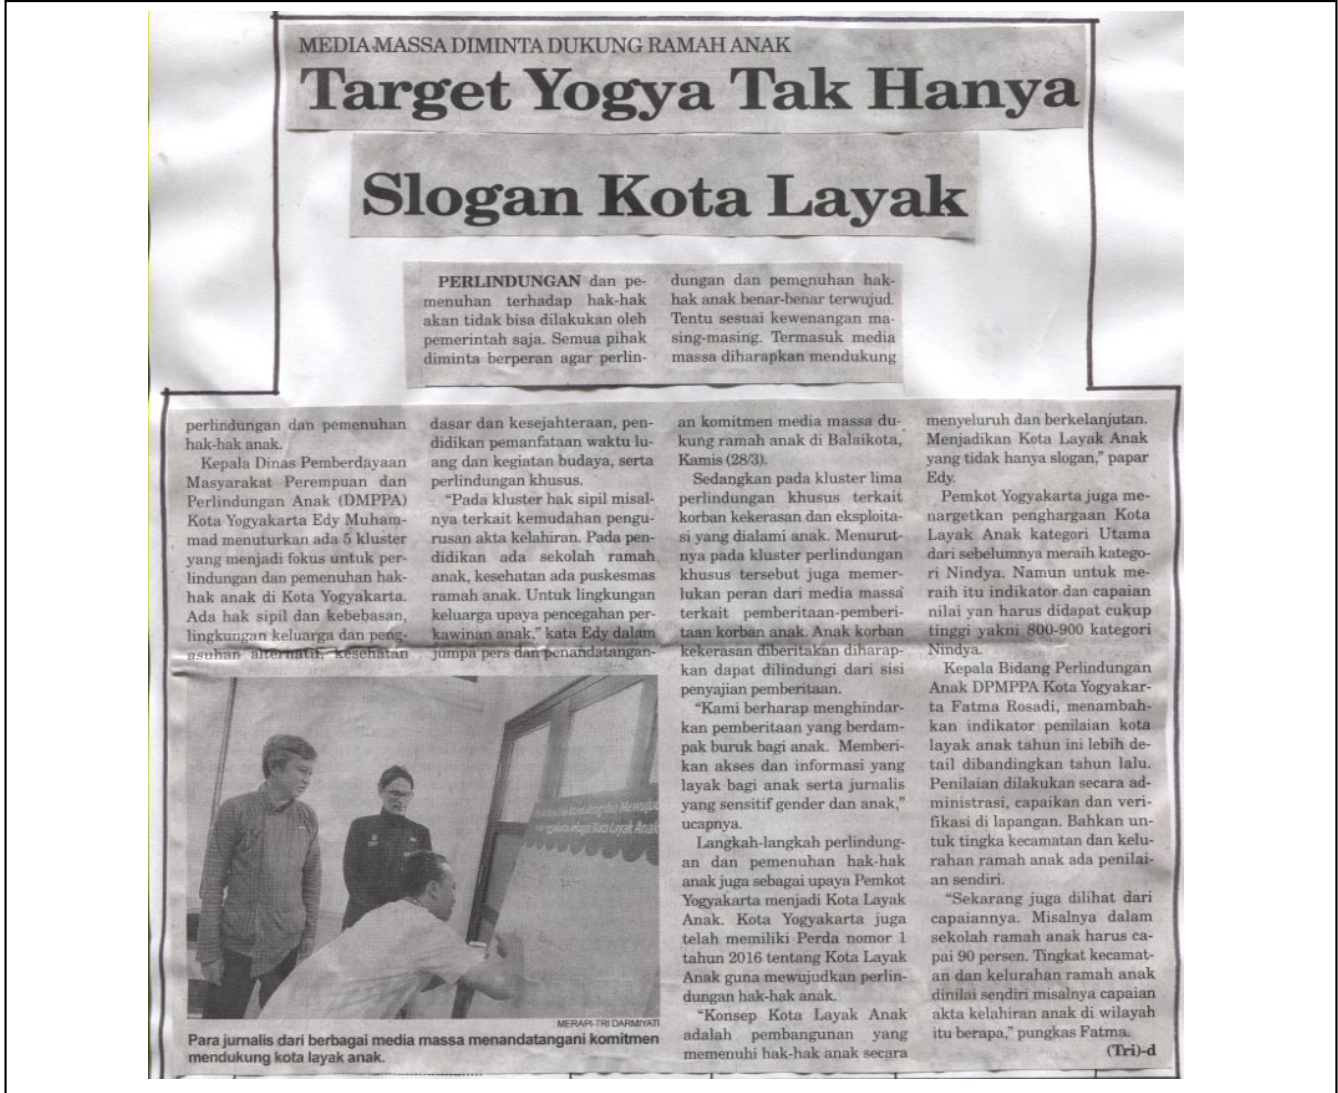 MEDIA MASSA DIMINTA DUKUNG RAMAH ANAK
Target Yogya Tak Hanya
Slogan Kota Layak
PERLINDUNGAN dan pe-
menuhan terhadap hak-hak
akan tidak bisa dilakukan oleh
pemerintah saja. Semua pihak
diminta berperan agar perlin-
dungan dan pemenuhan hak-
hak anak benar-benar terwujud.
Tentu sesuai kewenangan ma-
sing-masing. Termasuk media
massa diharapkan mendukung
perlindungan dan pemenuhan
hak-hak anak.
Kepala Dinas Pemberdayaan
Masyarakat Perempuan dan
Perlindungan Anak (DMPPA)
Kota Yogyakarta Edy Muham-
mad menuturkan ada 5 kluster
yang menjadi fokus untuk per-
lindungan dan pemenuhan hak-
hak anak di Kota Yogyakarta.
Ada hak sipil dan kebebasan,
lingkungan keluarga dan peng-
asuhan alternatif, kesehatan
dasar dan kesejahteraan, pen-
didikan pemanfataan waktu lu-
ang dan kegiatan budaya, serta
perlindungan khusus.
"Pada kluster hak sipil misal-
nya terkait kemudahan pengu-
rusan akta kelahiran. Pada pen-
didikan ada sekolah ramah
anak, kesehatan ada puskesmas
ramah anak. Untuk lingkungan
keluarga upaya pencegahan per-
kawinan anak," kata Edy dalam
jumpa pers dan penandatangan-
an komitmen media massa du-
kung ramah anak di Balaikota,
Kamis (28/3).
Sedangkan pada kluster lima
perlindungan khusus terkait
korban kekerasan dan eksploita-
si yang dialami anak. Menurut-
nya pada kluster perlindungan
khusus tersebut juga memer-
lukan peran dari media massa
terkait pemberitaan-pemberi-
taan korban anak. Anak korban
kekerasan diberitakan diharap-
kan dapat dilindungi dari sisi
penyajian pemberitaan.
"Kami berharap menghindar-
kan pemberitaan yang berdam-
pak buruk bagi anak. Memberi-
kan akses dan informasi yang
layak bagi anak serta jurnalis
yang sensitif gender dan anak,"
ucapnya.
Langkah-langkah perlindung-
an dan pemenuhan hak-hak
anak juga sebagai upaya Pemkot
Yogyakarta menjadi Kota Layak
Anak. Kota Yogyakarta juga
telah memiliki Perda nomor 1
tahun 2016 tentang Kota Layak
Anak guna mewujudkan perlin-
dungan hak-hak anak.
"Konsep Kota Layak Anak
adalah pembangunan yang
memenuhi hak-hak anak secara
menyeluruh dan berkelanjutan.
Menjadikan Kota Layak Anak
yang tidak hanya slogan," papar
Edy.
Pemkot Yogyakarta juga me-
nargetkan penghargaan Kota
Layak Anak kategori Utama
dari sebelumnya meraih katego-
ri Nindya. Namun untuk me-
raih itu indikator dan capaian
nilai yan harus didapat cukup
tinggi yakni 800-900 kategori
Nindya.
Kepala Bidang Perlindungan
Anak DPMPPA Kota Yogyakar-
ta Fatma Rosadi, menambah-
kan indikator penilaian kota
layak anak tahun ini lebih de-
tail dibandingkan tahun lalu.
Penilaian dilakukan secara ad-
ministrasi, capaikan dan veri-
fikasi di lapangan. Bahkan un-
tuk tingka kecamatan dan kelu-
rahan ramah anak ada penilai-
an sendiri.
"Sekarang juga dilihat dari
capaiannya. Misalnya dalam
sekolah ramah anak harus ca-
pai 90 persen. Tingkat kecamat-
an dan kelurahan ramah anak
dinilai sendiri misalnya capaian
akta kelahiran anak di wilayah
itu berapa," pungkas Fatma.
(Tri)-d
Kota Layak Anak
MERAPI-TRI DARMIYATI
Para jurnalis dari berbagai media massa menandatangani komitmen
mendukung kota layak anak.